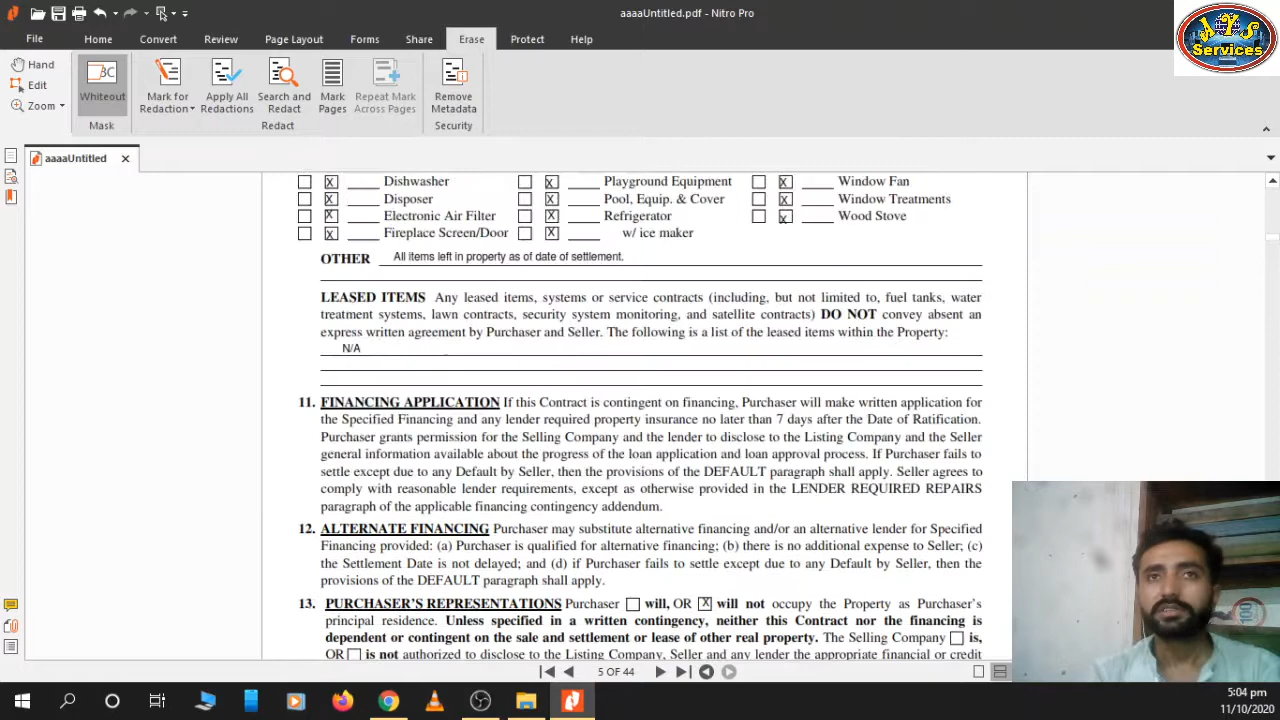 aaaaUntitled.pdf - Nitro Pro
File Home Convert Review Page Layout Forms Share Erase Protect Help
AYS
Services
Hand
Edit
Zoom
Whiteout
Mark for Redaction
Apply All Redactions
Search and Redact
Mark Pages
Repeat Mark Across Pages
Remove Metadata
Mask Redact Security
aaaaUntitled
X Dishwasher X Playground Equipment X Window Fan
X Disposer X Pool, Equip. & Cover X Window Treatments
X Electronic Air Filter X Refrigerator X Wood Stove
X Fireplace Screen/Door X w/ ice maker
OTHER All items left in property as of date of settlement.
LEASED ITEMS Any leased items, systems or service contracts (including, but not limited to, fuel tanks, water
treatment systems, lawn contracts, security system monitoring, and satellite contracts) DO NOT convey absent an
express written agreement by Purchaser and Seller. The following is a list of the leased items within the Property:
N/A
11. FINANCING APPLICATION If this Contract is contingent on financing, Purchaser will make written application for
the Specified Financing and any lender required property insurance no later than 7 days after the Date of Ratification.
Purchaser grants permission for the Selling Company and the lender to disclose to the Listing Company and the Seller
general information available about the progress of the loan application and loan approval process. If Purchaser fails to
settle except due to any Default by Seller, then the provisions of the DEFAULT paragraph shall apply. Seller agrees to
comply with reasonable lender requirements, except as otherwise provided in the LENDER REQUIRED REPAIRS
paragraph of the applicable financing contingency addendum.
12. ALTERNATE FINANCING Purchaser may substitute alternative financing and/or an alternative lender for Specified
Financing provided: (a) Purchaser is qualified for alternative financing; (b) there is no additional expense to Seller; (c)
the Settlement Date is not delayed; and (d) if Purchaser fails to settle except due to any Default by Seller, then the
provisions of the DEFAULT paragraph shall apply.
13. PURCHASER'S REPRESENTATIONS Purchaser will, OR X will not occupy the Property as Purchaser's
principal residence. Unless specified in a written contingency, neither this Contract nor the financing is
dependent or contingent on the sale and settlement or lease of other real property. The Selling Company is,
OR is not authorized to disclose to the Listing Company, Seller and any lender the appropriate financial or credit
5 OF 44
5:04 pm
11/10/2020